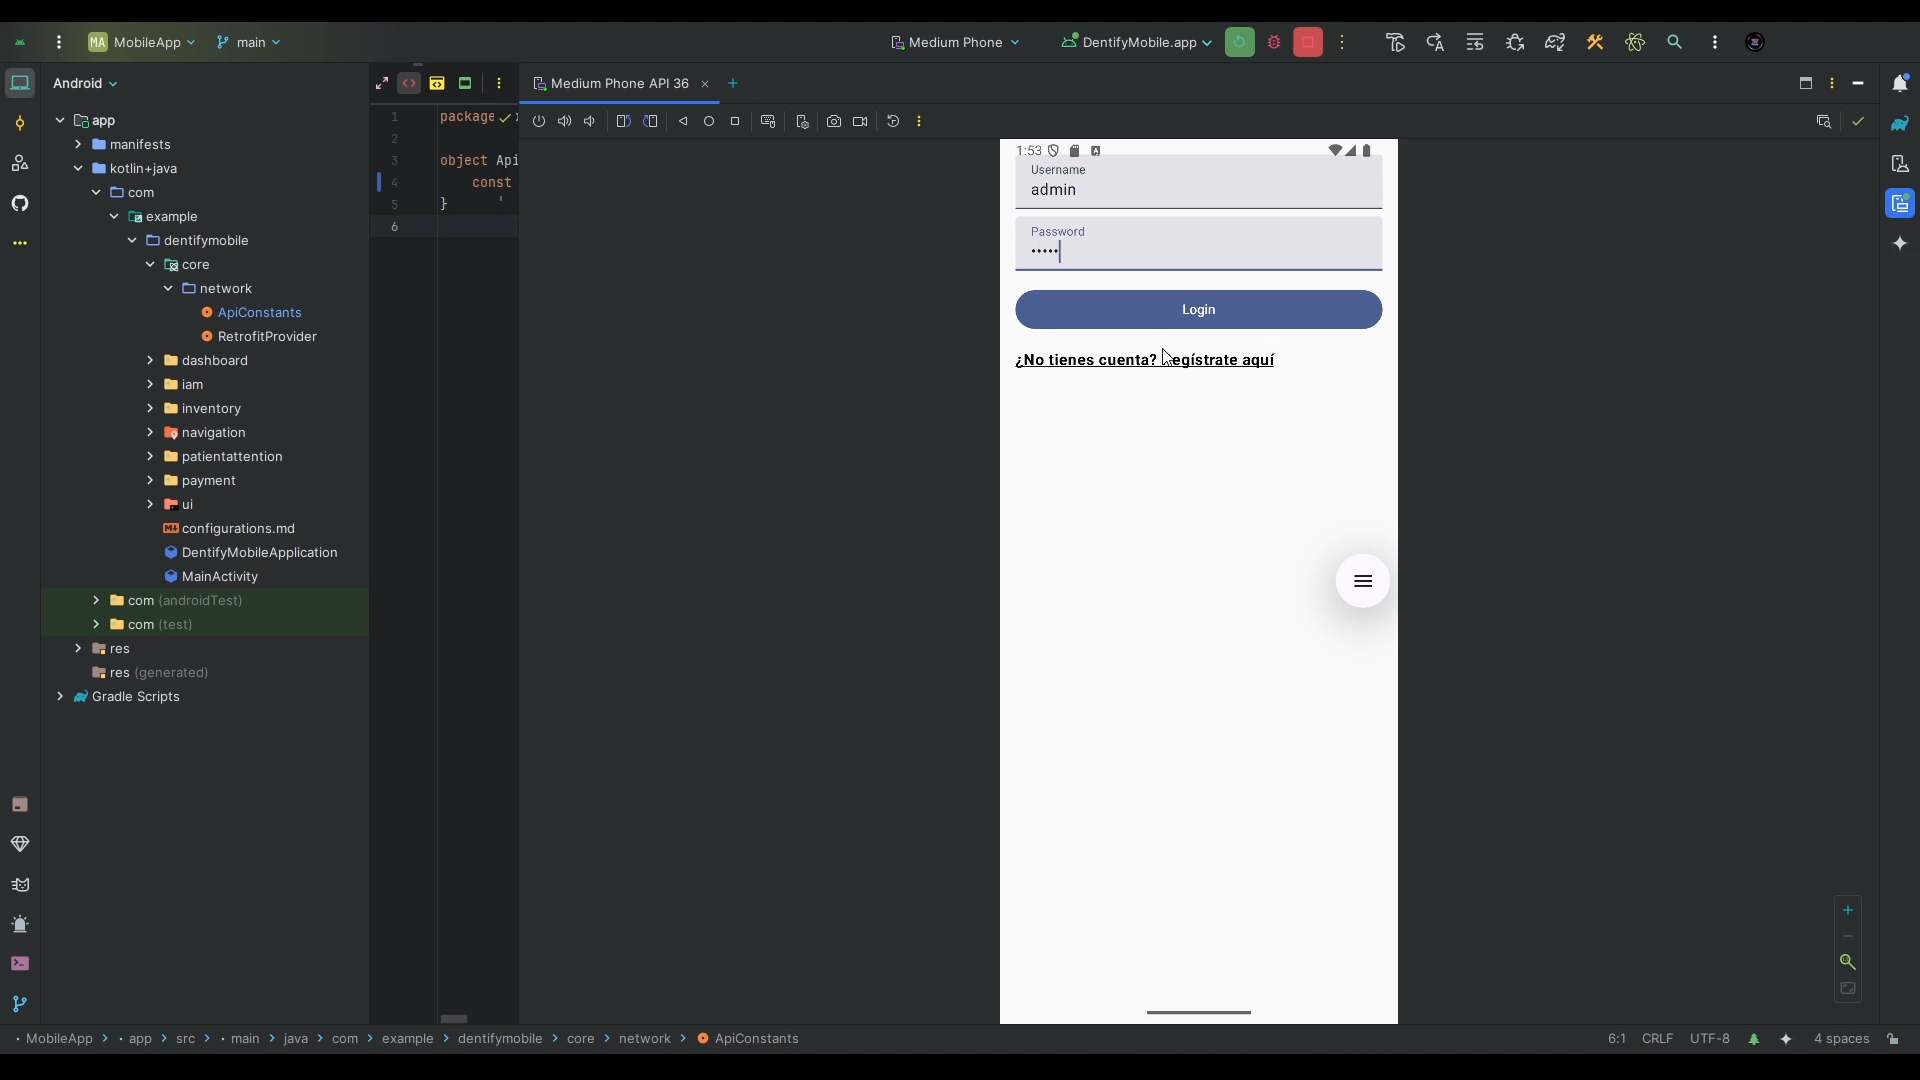 MA MobileApp main Medium Phone DentifyMobile.app
Android
Medium Phone API 36
app
manifests
kotlin+java
com
example
dentifymobile
core
network
ApiConstants
RetrofitProvider
dashboard
iam
inventory
navigation
patientattention
payment
ui
configurations.md
DentifyMobileApplication
MainActivity
com (androidTest)
com (test)
res
res (generated)
Gradle Scripts
1 package
2
3 object Api
4 const
5 }
6
1:53
Username
admin
Password
•••••
Login
¿No tienes cuenta? Regístrate aquí
MobileApp > app > src > main > java > com > example > dentifymobile > core > network > ApiConstants
6:1 CRLF UTF-8 4 spaces